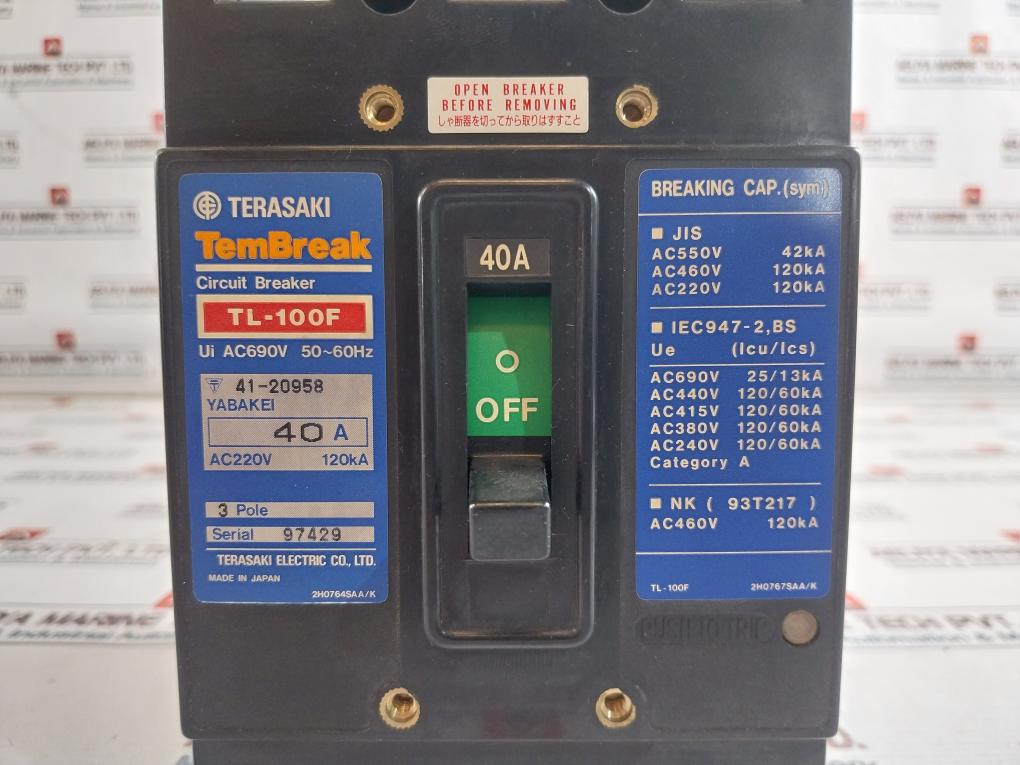 OPEN BREAKER
BEFORE REMOVING
しゃ断器を切ってから取りはずすこと
TERASAKI
TemBreak
Circuit Breaker
TL-100F
Ui AC690V 50~60Hz
41-20958
YABAKEI
40 A
AC220V 120kA
3 Pole
Serial 97429
TERASAKI ELECTRIC CO., LTD.
MADE IN JAPAN
2H0764SAA/K
40A
OFF
BREAKING CAP.(sym)
■ JIS
AC550V 42kA
AC460V 120kA
AC220V 120kA
■ IEC947-2,BS
Ue (Icu/Ics)
AC690V 25/13kA
AC440V 120/60kA
AC415V 120/60kA
AC380V 120/60kA
AC240V 120/60kA
Category A
■ NK ( 93T217 )
AC460V 120kA
TL-100F 2H0767SAA/K
PUSH TO TRIP